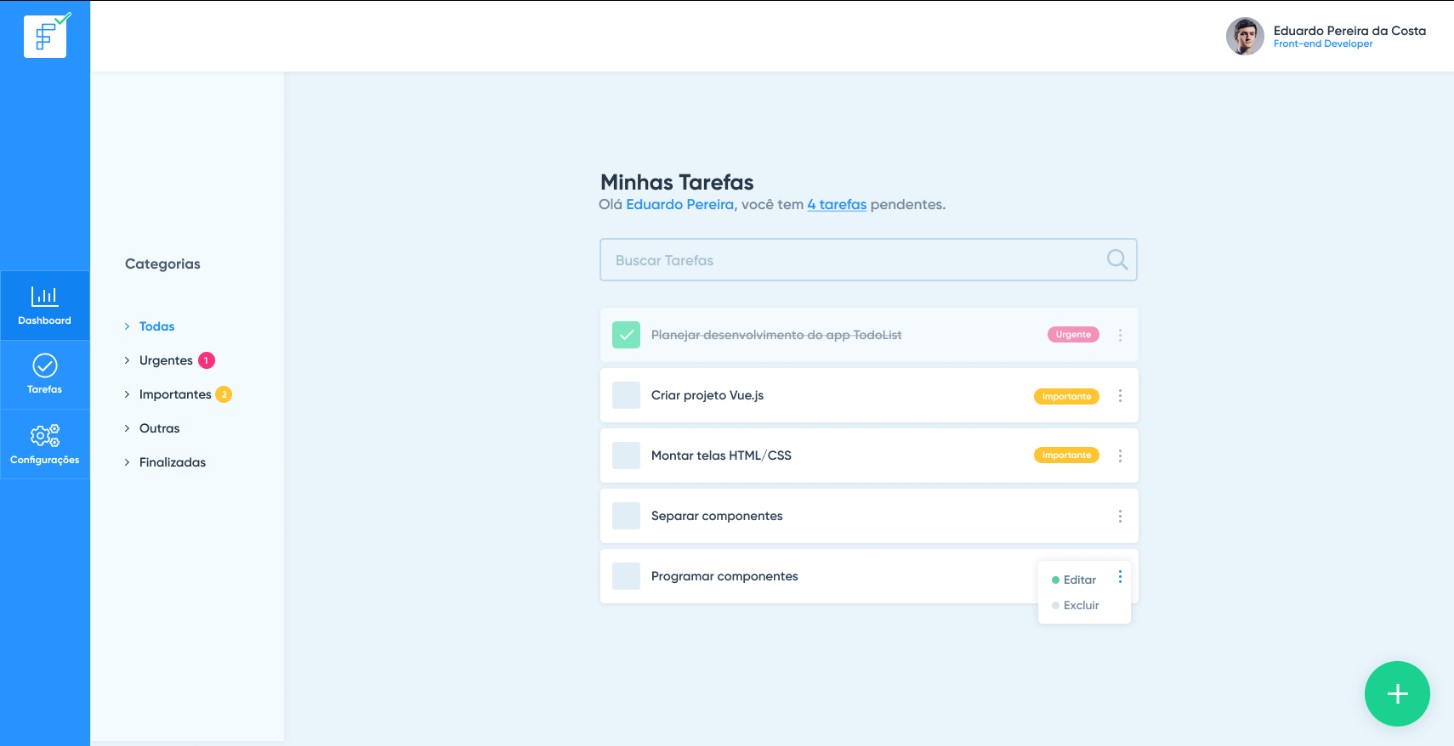 Eduardo Pereira da Costa
Front-end Developer
Dashboard
Tarefas
Configurações
Categorias
Todas
Urgentes 1
Importantes 2
Outras
Finalizadas
Minhas Tarefas
Olá Eduardo Pereira, você tem 4 tarefas pendentes.
Buscar Tarefas
Planejar desenvolvimento do app TodoList Urgente
Criar projeto Vue.js Importante
Montar telas HTML/CSS Importante
Separar componentes
Programar componentes
Editar
Excluir